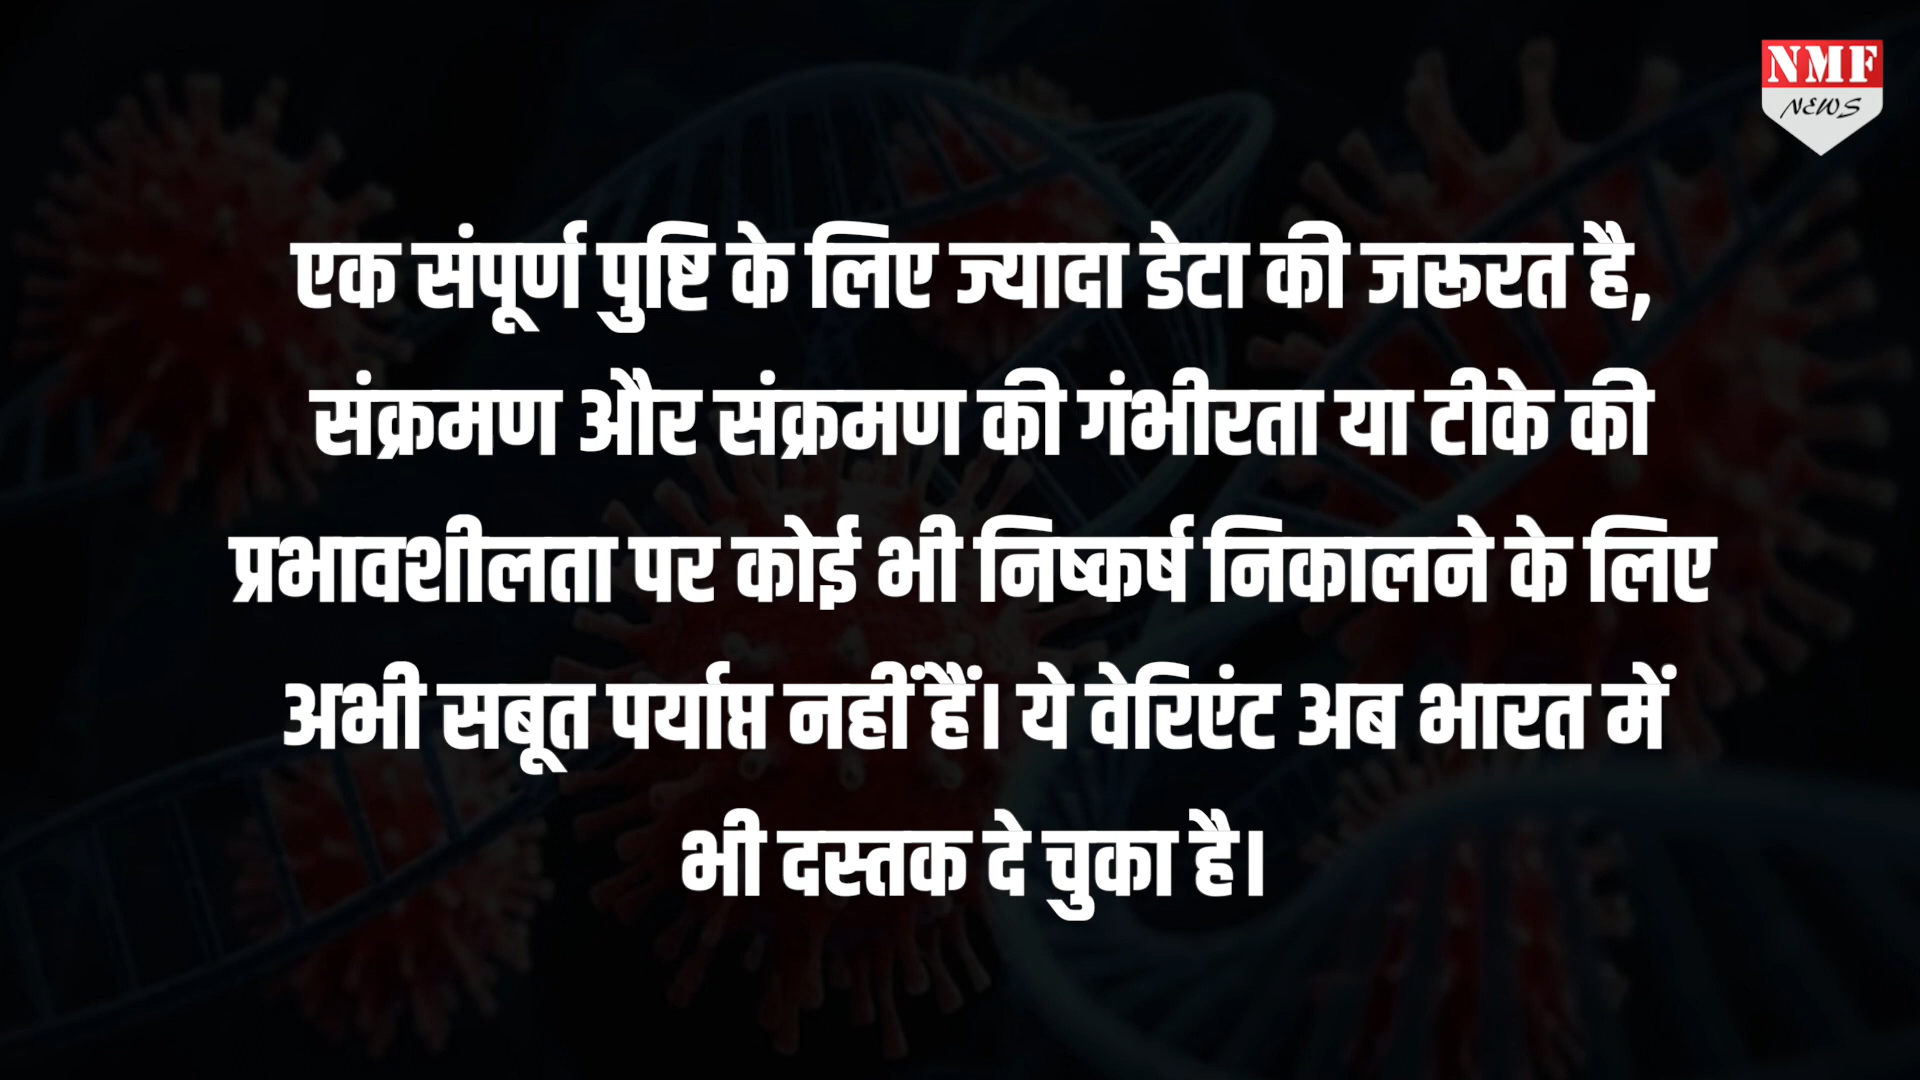 NMF
NEWS
एक संपूर्ण पुष्टि के लिए ज्यादा डेटा की जरूरत है,
संक्रमण और संक्रमण की गंभीरता या टीके की
प्रभावशीलता पर कोई भी निष्कर्ष निकालने के लिए
अभी सबूत पर्याप्त नहीं हैं। ये वेरिएंट अब भारत में
भी दस्तक दे चुका है।